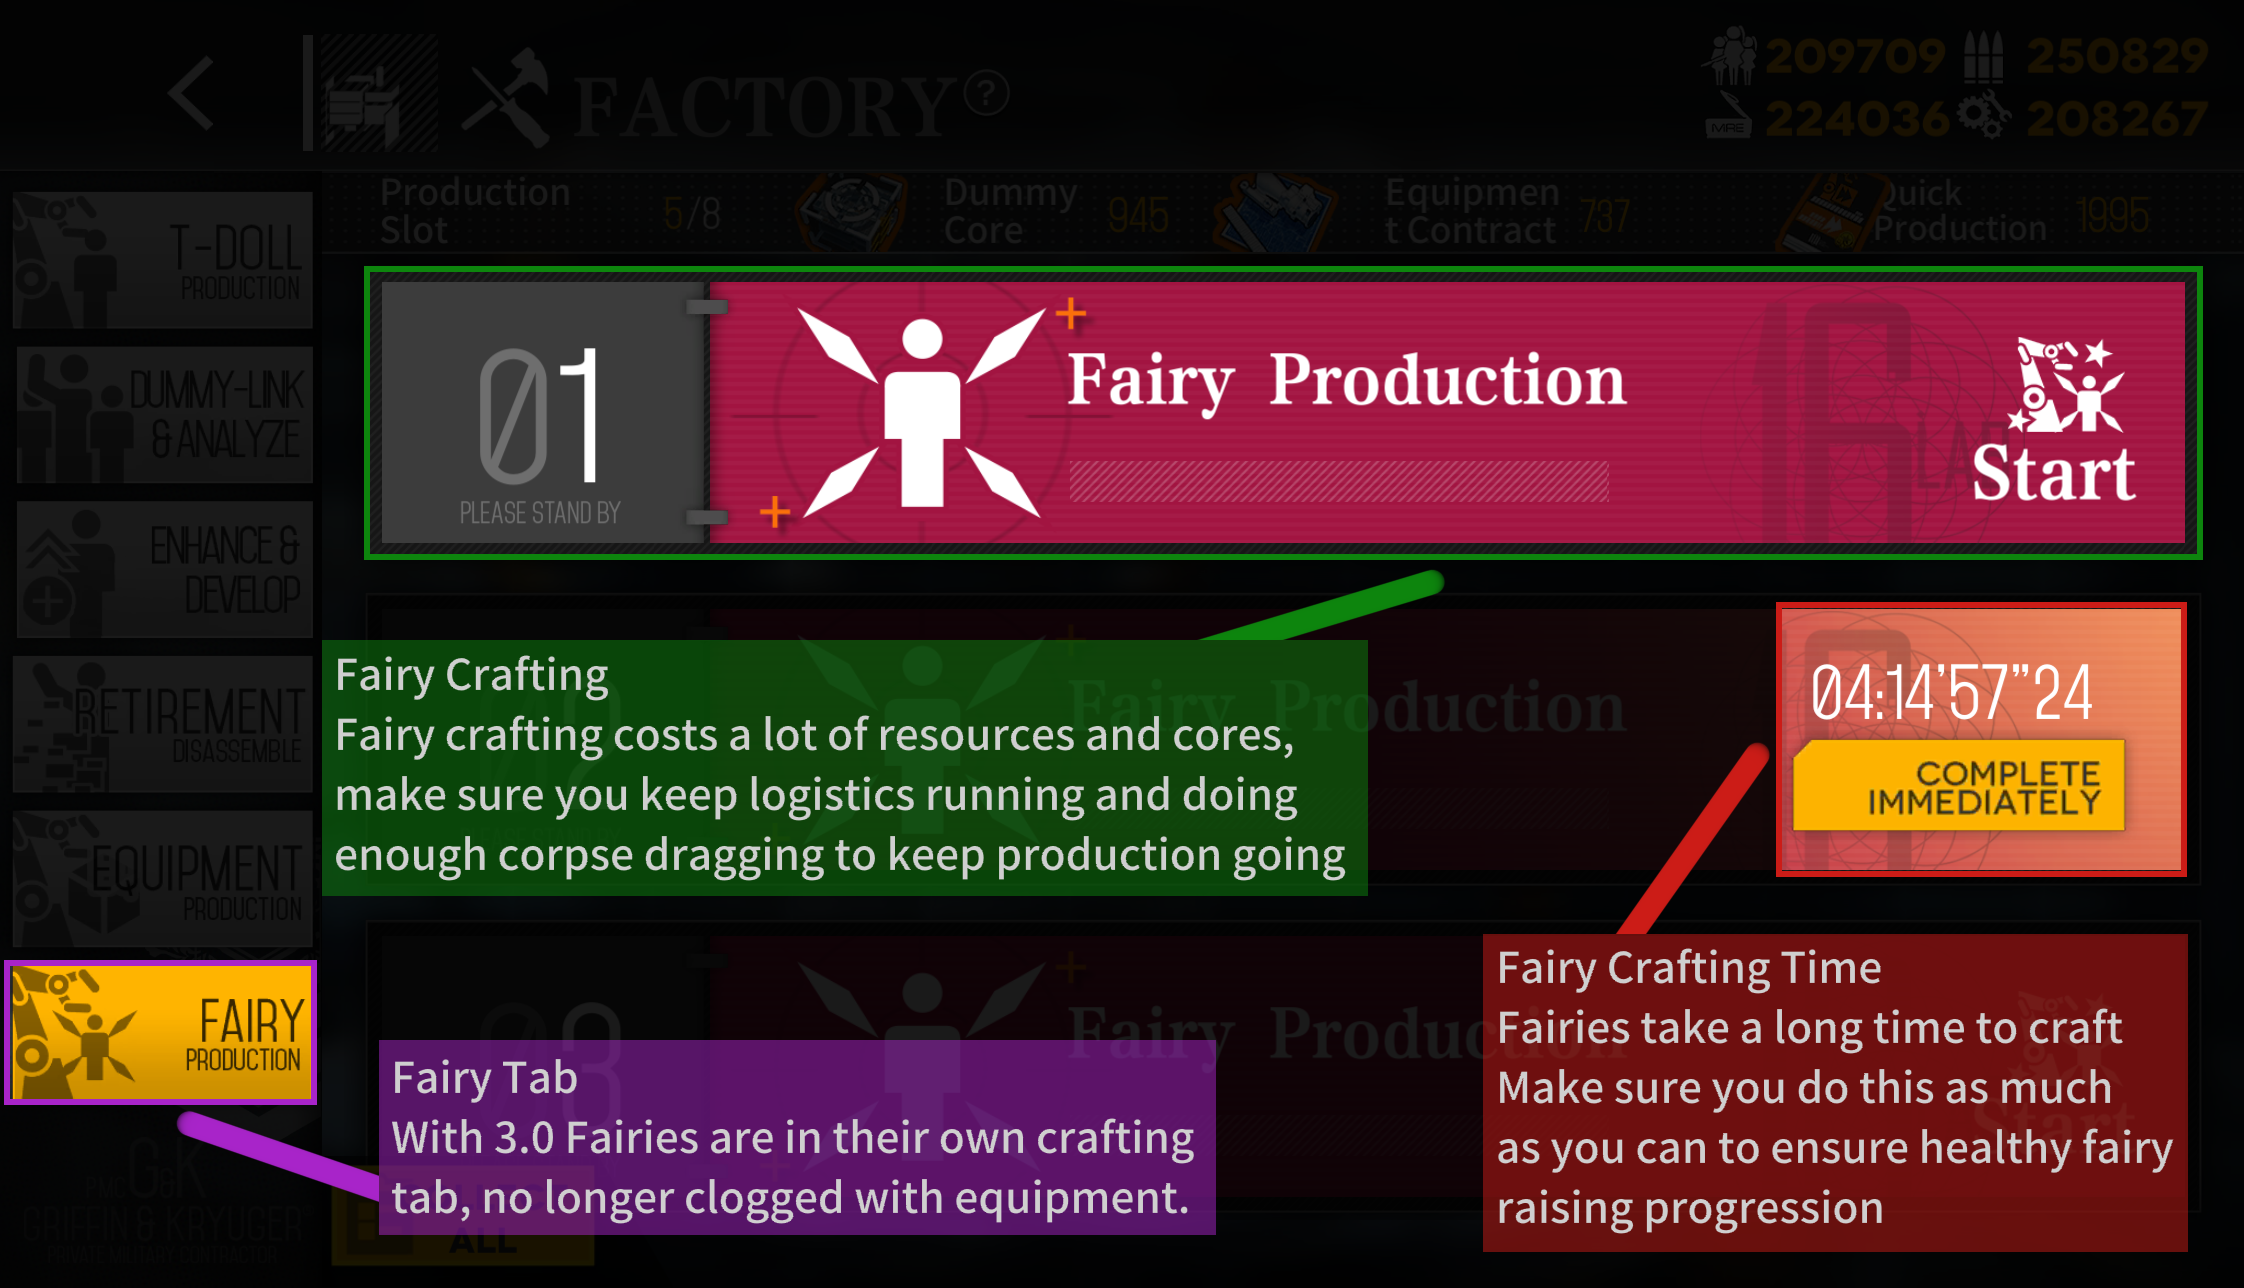 FACTORY ?
209709 250829
MRE 224036 208267
Production Slot 5/8
Dummy Core 945
Equipmen
t Contract 737
Quick Production 1995
T-DOLL
PRODUCTION
DUMMY-LINK
& ANALYZE
ENHANCE &
DEVELOP
RETIREMENT
DISASSEMBLE
EQUIPMENT
PRODUCTION
FAIRY
PRODUCTION
PMC G&K
GRIFFIN & KRYUGER
PRIVATE MILITARY CONTRACTOR
01
PLEASE STAND BY
Fairy Production
16 LAB
Start
Fairy Crafting
Fairy crafting costs a lot of resources and cores,
make sure you keep logistics running and doing
enough corpse dragging to keep production going
Fairy Production
04:14'57"24
COMPLETE
IMMEDIATELY
03
Fairy Production
Start
Fairy Tab
With 3.0 Fairies are in their own crafting
tab, no longer clogged with equipment.
ALL
Fairy Crafting Time
Fairies take a long time to craft
Make sure you do this as much
as you can to ensure healthy fairy
raising progression